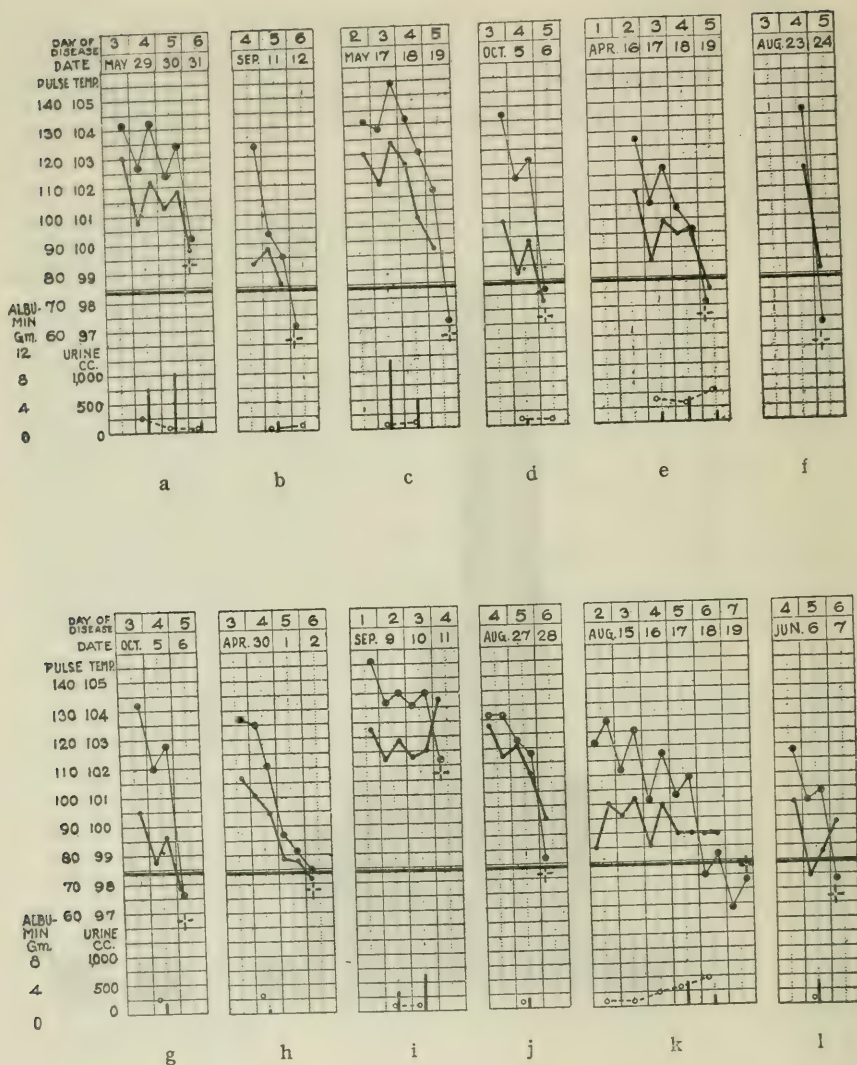 DAY OF DISEASE 3 4 5 6 4 5 6 2 3 4 5 3 4 5 1 2 3 4 5 3 4 5
DATE MAY 29 30 31 SEP. 11 12 MAY 17 18 19 OCT. 5 6 APR. 16 17 18 19 AUG. 23 24
PULSE TEMP.
140 105
130 104
120 103
110 102
100 101
90 100
80 99
ALBU- 70 98
MIN
Gm. 60 97
12 URINE
CC.
8 1,000
4 500
0 0
a b c d e f
DAY OF DISEASE 3 4 5 3 4 5 6 1 2 3 4 4 5 6 2 3 4 5 6 7 4 5 6
DATE OCT. 5 6 APR. 30 1 2 SEP. 9 10 11 AUG. 27 28 AUG. 15 16 17 18 19 JUN. 6 7
PULSE TEMP.
140 105
130 104
120 103
110 102
100 101
90 100
80 99
70 98
ALBU- 60 97
MIN URINE
Gm. CC.
8 1,000
4 500
0 0
g h i j k l